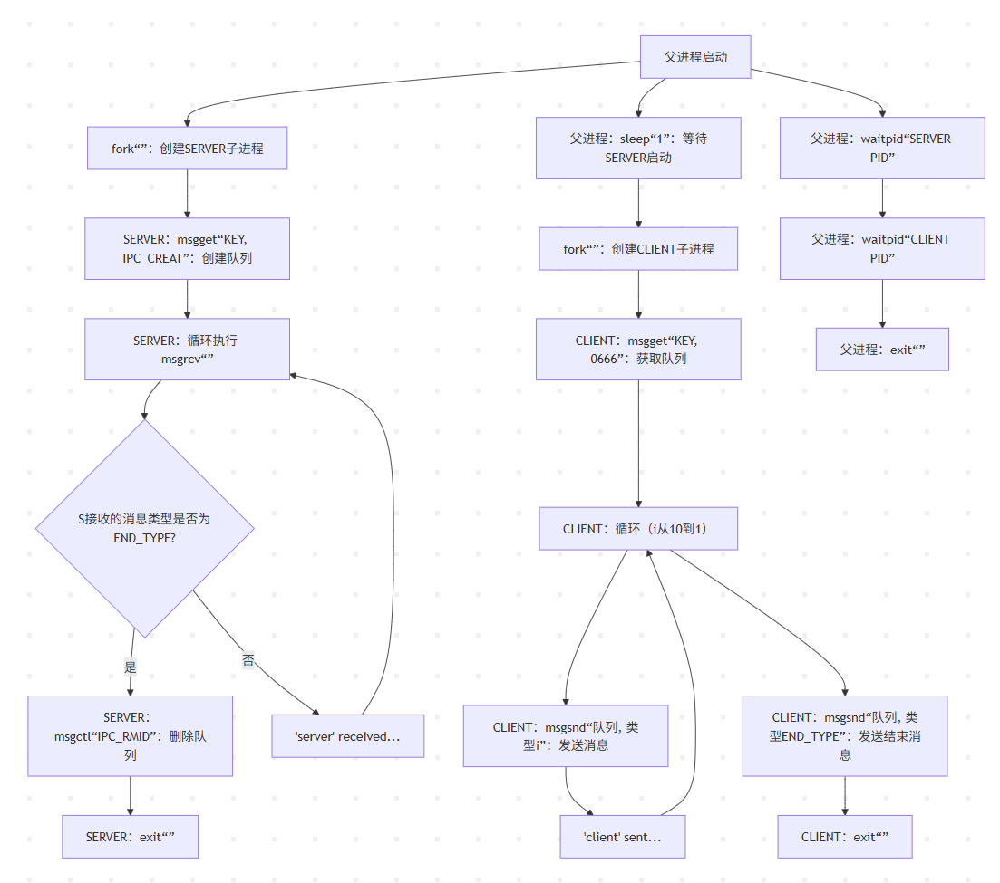 父进程启动
fork“”：创建SERVER子进程
父进程：sleep“1”：等待
SERVER启动
父进程：waitpid“SERVER
PID”
SERVER：msgget“KEY,
IPC_CREAT”：创建队列
fork“”：创建CLIENT子进程
父进程：waitpid“CLIENT
PID”
SERVER：循环执行
msgrcv“”
CLIENT：msgget“KEY,
0666”：获取队列
父进程：exit“”
S接收的消息类型是否为
END_TYPE?
CLIENT：循环（i从10到1）
是
否
SERVER：
msgctl“IPC_RMID”：删除队
列
'server' received...
CLIENT：msgsnd“队列, 类
型i”：发送消息
CLIENT：msgsnd“队列, 类
型END_TYPE”：发送结束消
息
SERVER：exit“”
'client' sent...
CLIENT：exit“”